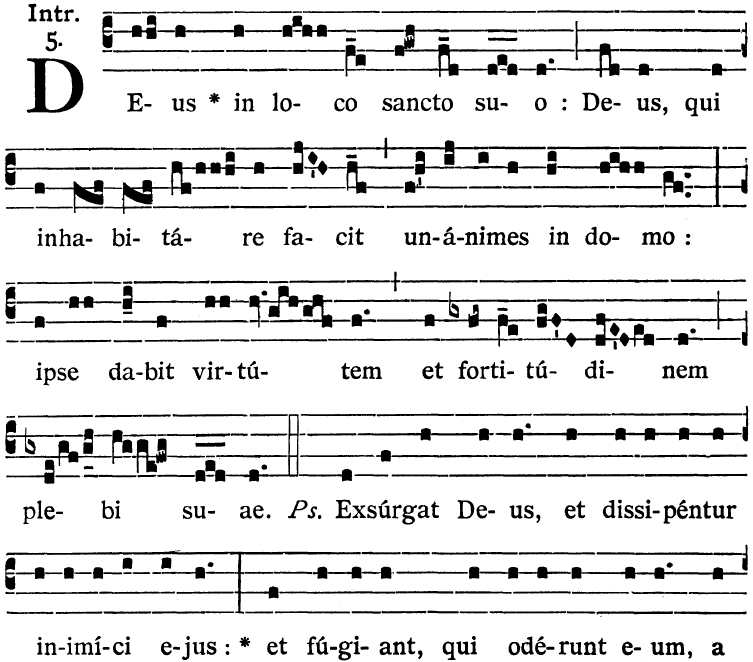 Intr.
5.
DE- us * in lo- co sancto su- o : De- us, qui
inha- bi- tá- re fa- cit un-á-nimes in do- mo :
ipse da-bit vir-tú- tem et forti- tú- di- nem
ple- bi su- ae. Ps. Exsúrgat De- us, et dissi-péntur
in-imí-ci e-jus : * et fú-gi- ant, qui odé-runt e- um, a